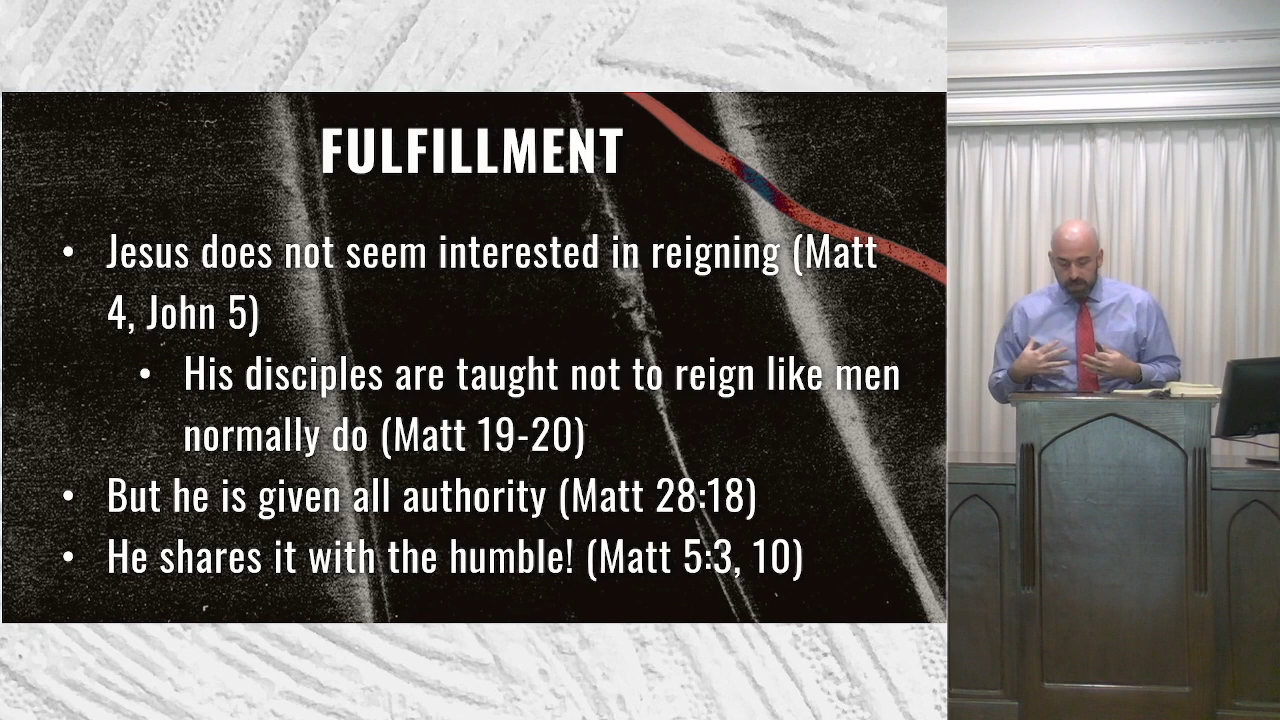 FULFILLMENT
• Jesus does not seem interested in reigning (Matt
4, John 5)
• His disciples are taught not to reign like men
normally do (Matt 19-20)
• But he is given all authority (Matt 28:18)
• He shares it with the humble! (Matt 5:3, 10)